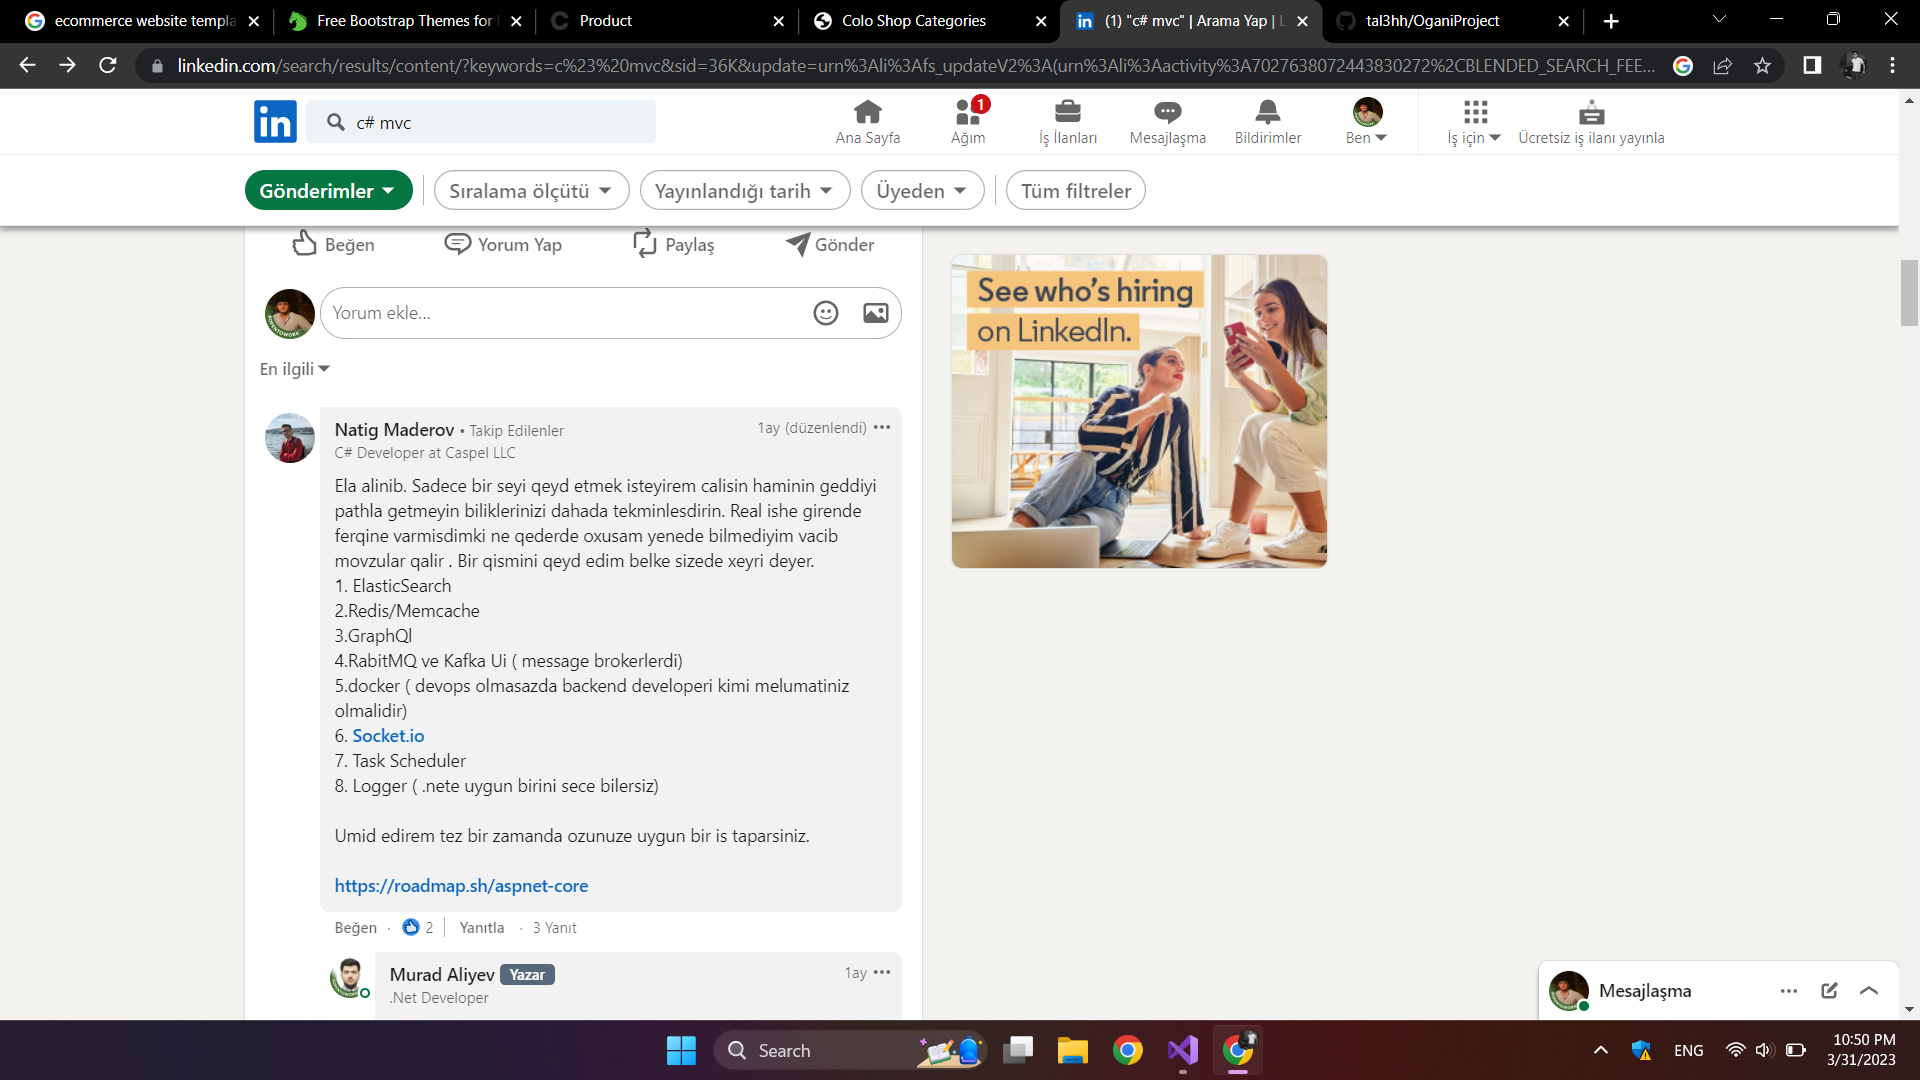 ecommerce website templa
Free Bootstrap Themes for
Product
Colo Shop Categories
(1) "c# mvc" | Arama Yap | L
tal3hh/OganiProject
linkedin.com/search/results/content/?keywords=c%23%20mvc&sid=36K&update=urn%3Ali%3Afs_updateV2%3A(urn%3Ali%3Aactivity%3A7027638072443830272%2CBLENDED_SEARCH_FEE...
in
c# mvc
Ana Sayfa
1
Ağım
İş İlanları
Mesajlaşma
Bildirimler
Ben
İş için
Ücretsiz iş ilanı yayınla
Gönderimler
Sıralama ölçütü
Yayınlandığı tarih
Üyeden
Tüm filtreler
Beğen
Yorum Yap
Paylaş
Gönder
Yorum ekle...
En ilgili
Natig Maderov • Takip Edilenler
1ay (düzenlendi)
C# Developer at Caspel LLC
Ela alinib. Sadece bir seyi qeyd etmek isteyirem calisin haminin geddiyi
pathla getmeyin biliklerinizi dahada tekminlesdirin. Real ishe girende
ferqine varmisdimki ne qederde oxusam yenede bilmediyim vacib
movzular qalir . Bir qismini qeyd edim belke sizede xeyri deyer.
1. ElasticSearch
2.Redis/Memcache
3.GraphQl
4.RabitMQ ve Kafka Ui ( message brokerlerdi)
5.docker ( devops olmasazda backend developeri kimi melumatiniz
olmalidir)
6. Socket.io
7. Task Scheduler
8. Logger ( .nete uygun birini sece bilersiz)
Umid edirem tez bir zamanda ozunuze uygun bir is taparsiniz.
https://roadmap.sh/aspnet-core
Beğen · 2 | Yanıtla · 3 Yanıt
Murad Aliyev Yazar
1ay
.Net Developer
See who's hiring
on LinkedIn.
Mesajlaşma
Search
ENG
10:50 PM
3/31/2023